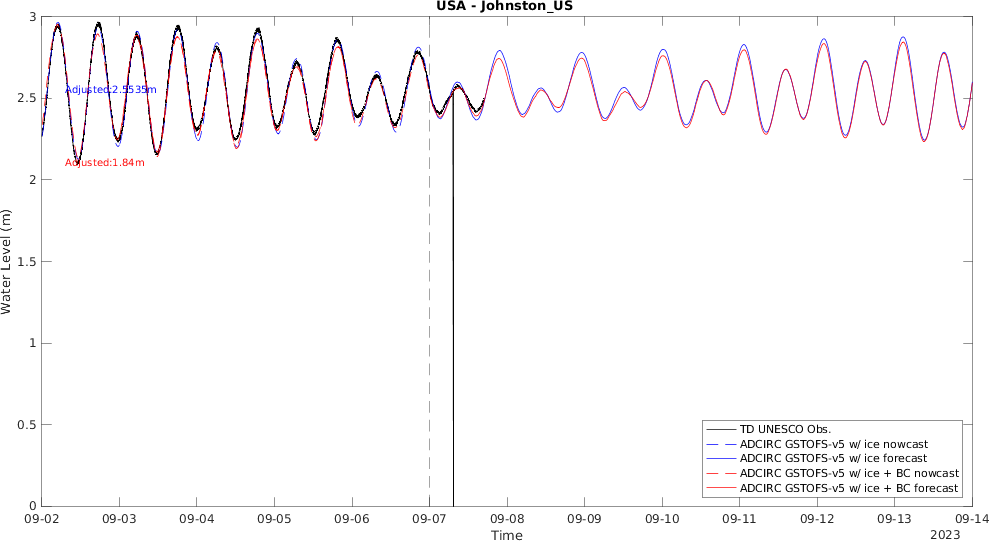 USA - Johnston_US
3
2.5
2
1.5
1
0.5
0
Water Level (m)
Adjusted:2.5535m
Adjusted:1.84m
TD UNESCO Obs.
ADCIRC GSTOFS-v5 w/ ice nowcast
ADCIRC GSTOFS-v5 w/ ice forecast
ADCIRC GSTOFS-v5 w/ ice + BC nowcast
ADCIRC GSTOFS-v5 w/ ice + BC forecast
09-02 09-03 09-04 09-05 09-06 09-07 09-08 09-09 09-10 09-11 09-12 09-13 09-14
Time
2023